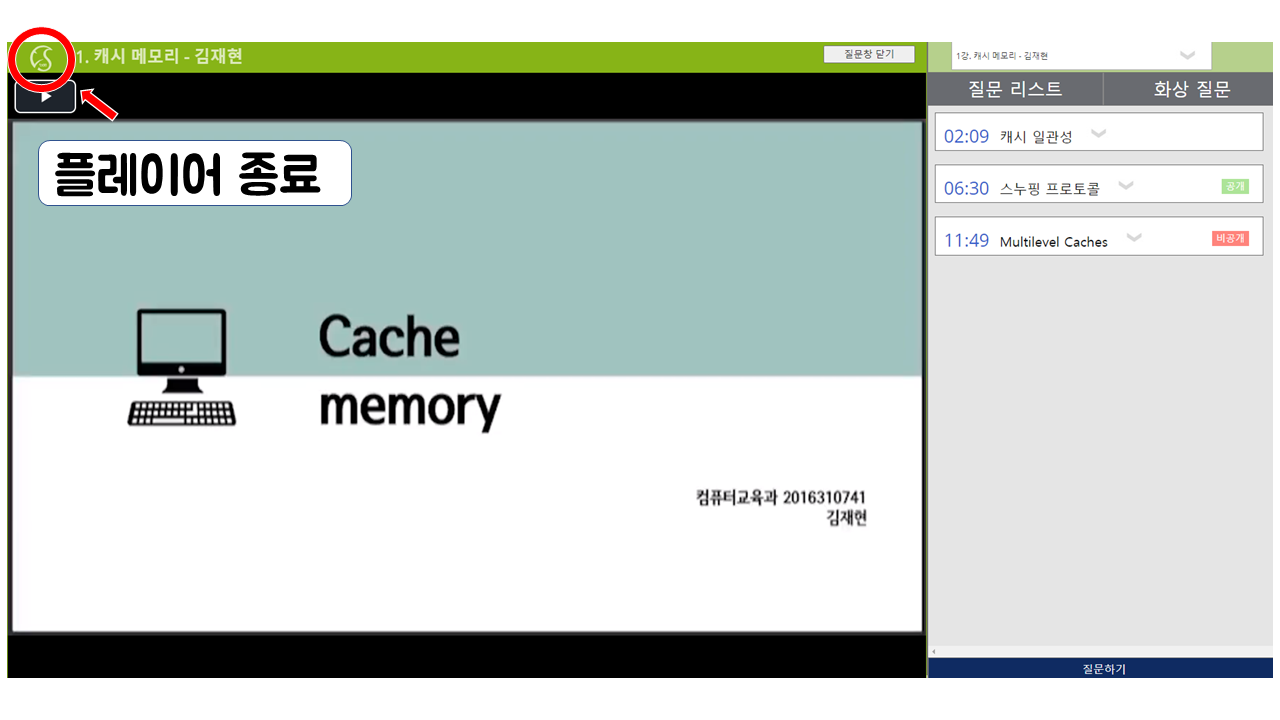 1. 캐시 메모리 - 김재현
질문창 닫기
플레이어 종료
Cache
memory
컴퓨터교육과 2016310741
김재현
1강. 캐시 메모리 - 김재현
질문 리스트
화상 질문
02:09 캐시 일관성
06:30 스누핑 프로토콜 공개
11:49 Multilevel Caches 비공개
질문하기